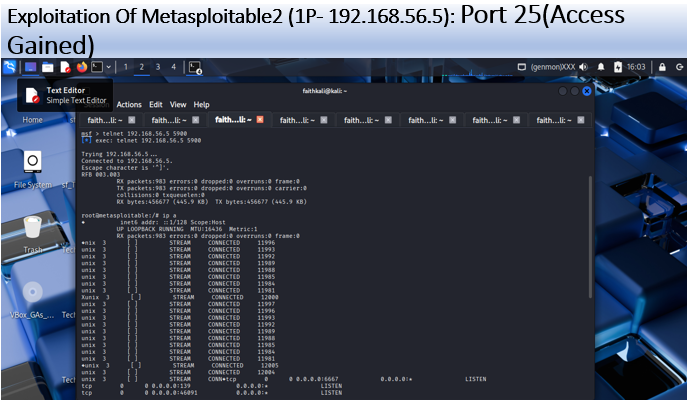 Exploitation Of Metasploitable2 (1P- 192.168.56.5): Port 25(Access
Gained)
1 2 3 4
4
(genmon)XXX
16:03
Text Editor
Simple Text Editor
faithkali@kali: ~
Actions Edit View Help
faith...li: ~ faith...li: ~ faith...li: ~ faith...li: ~ faith...li: ~ faith...li: ~ faith...li: ~ faith...li: ~
Home
File System
Trash
VBox_GAs_...
msf > telnet 192.168.56.5 5900
[*] exec: telnet 192.168.56.5 5900
Trying 192.168.56.5...
Connected to 192.168.56.5.
Escape character is '^]'.
RFB 003.003
RX packets:983 errors:0 dropped:0 overruns:0 frame:0
TX packets:983 errors:0 dropped:0 overruns:0 carrier:0
collisions:0 txqueuelen:0
RX bytes:456677 (445.9 KB) TX bytes:456677 (445.9 KB)
root@metasploitable:/# ip a
inet6 addr: ::1/128 Scope:Host
UP LOOPBACK RUNNING MTU:16436 Metric:1
RX packets:983 errors:0 dropped:0 overruns:0 frame:0
nix 3 [ ] STREAM CONNECTED 11996
unix 3 [ ] STREAM CONNECTED 11993
unix 3 [ ] STREAM CONNECTED 11992
unix 3 [ ] STREAM CONNECTED 11989
unix 3 [ ] STREAM CONNECTED 11988
unix 3 [ ] STREAM CONNECTED 11985
unix 3 [ ] STREAM CONNECTED 11984
unix 3 [ ] STREAM CONNECTED 11981
Xunix 3 [ ] STREAM CONNECTED 12000
unix 3 [ ] STREAM CONNECTED 11997
unix 3 [ ] STREAM CONNECTED 11996
unix 3 [ ] STREAM CONNECTED 11993
unix 3 [ ] STREAM CONNECTED 11992
unix 3 [ ] STREAM CONNECTED 11989
unix 3 [ ] STREAM CONNECTED 11988
unix 3 [ ] STREAM CONNECTED 11985
unix 3 [ ] STREAM CONNECTED 11984
unix 3 [ ] STREAM CONNECTED 11981
unix 3 [ ] STREAM CONNECTED 12005
unix 3 [ ] STREAM CONNECTED 12004
unix 3 [ ] STREAM CONN*tcp 0 0 0.0.0.0:6667 0.0.0.0:* LISTEN
tcp 0 0 0.0.0.0:139 0.0.0.0:* LISTEN
tcp 0 0 0.0.0.0:46091 0.0.0.0:* LISTEN